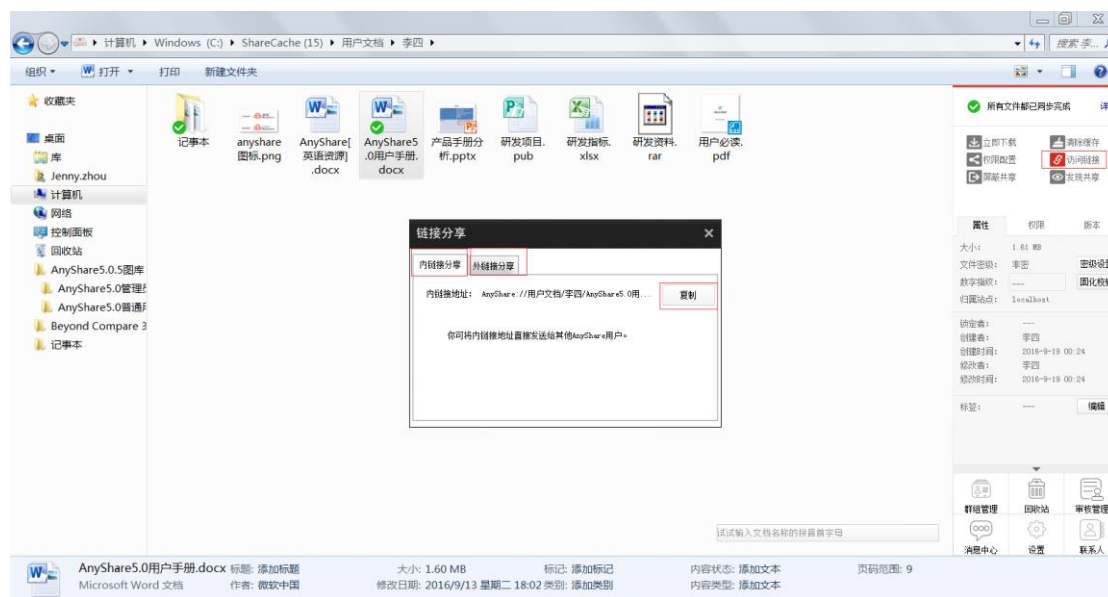 计算机 ▸ Windows (C:) ▸ ShareCache (15) ▸ 用户文档 ▸ 李四 ▸
搜索 李...
组织 打开 打印 新建文件夹
收藏夹
桌面
库
Jenny.zhou
计算机
网络
控制面板
回收站
AnyShare5.0.5图库
AnyShare5.0管理
AnyShare5.0普通
Beyond Compare 3
记事本
记事本
anyshare
图标.png
AnyShare[
英语资源]
.docx
AnyShare5
.0用户手册.
docx
产品手册分
析.pptx
研发项目.
pub
研发指标.
xlsx
研发资料.
rar
用户必读.
pdf
链接分享
内链接分享 外链接分享
内链接地址: AnyShare://用户文档/李四/AnyShare5.0用... 复制
你可将内链接地址直接发送给其他AnyShare用户。
所有文件都已同步完成 详
立即下载 清除缓存
权限配置 访问链接
屏蔽共享 发现共享
属性 权限 版本
大小: 1.61 MB
文件密级: 非密 密级设
数字指纹: --- 固化校
归属站点: localhost
锁定者: ---
创建者: 李四
创建时间: 2016-9-19 00:24
修改者: 李四
修改时间: 2016-9-19 00:24
标签: --- 编辑
群组管理 回收站 审核管理
消息中心 设置 联系人
试试输入文档名称的拼音首字母
AnyShare5.0用户手册.docx 标题: 添加标题 大小: 1.60 MB 标记: 添加标记 内容状态: 添加文本 页码范围: 9
Microsoft Word 文档 作者: 微软中国 修改日期: 2016/9/13 星期二 18:02 类别: 添加类别 内容类型: 添加文本